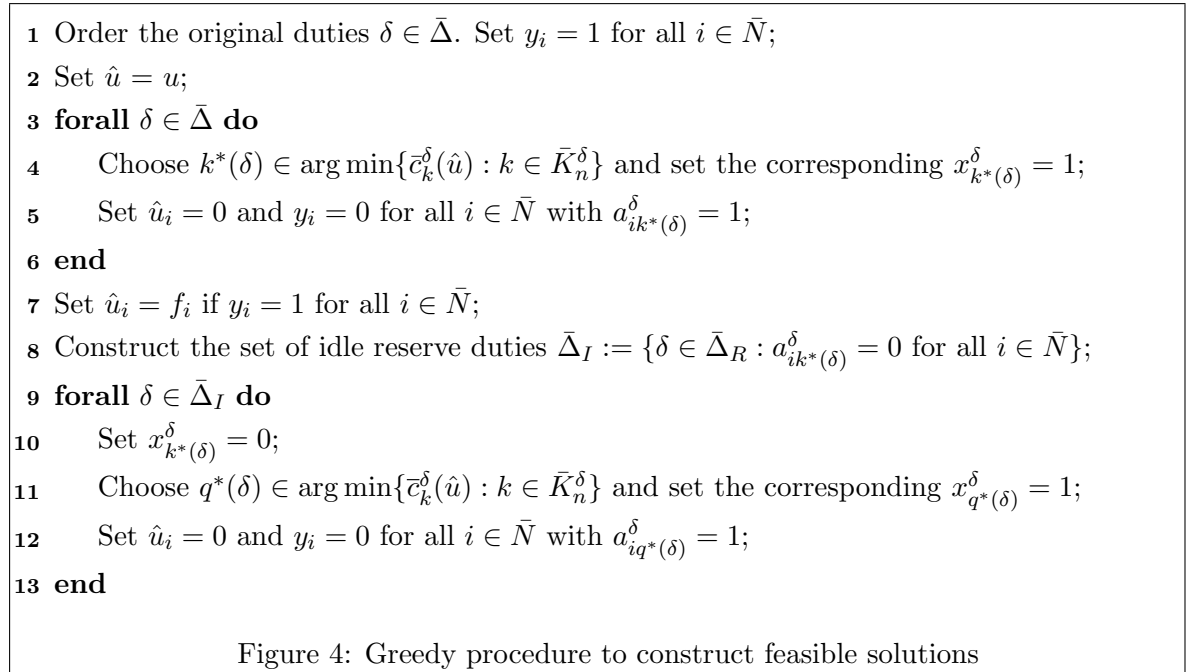 1 Order the original duties δ ∈ Δ̄. Set y_i = 1 for all i ∈ N̄;
2 Set û = u;
3 forall δ ∈ Δ̄ do
4 Choose k*(δ) ∈ arg min{c̄_k^δ(û) : k ∈ K̄_n^δ} and set the corresponding x_{k*(δ)}^δ = 1;
5 Set û_i = 0 and y_i = 0 for all i ∈ N̄ with a_{ik*(δ)}^δ = 1;
6 end
7 Set û_i = f_i if y_i = 1 for all i ∈ N̄;
8 Construct the set of idle reserve duties Δ̄_I := {δ ∈ Δ̄_R : a_{ik*(δ)}^δ = 0 for all i ∈ N̄};
9 forall δ ∈ Δ̄_I do
10 Set x_{k*(δ)}^δ = 0;
11 Choose q*(δ) ∈ arg min{c̄_k^δ(û) : k ∈ K̄_n^δ} and set the corresponding x_{q*(δ)}^δ = 1;
12 Set û_i = 0 and y_i = 0 for all i ∈ N̄ with a_{iq*(δ)}^δ = 1;
13 end
Figure 4: Greedy procedure to construct feasible solutions